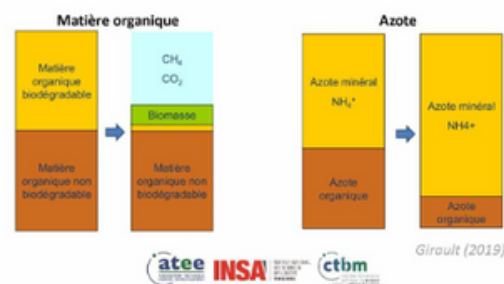 Matière organique
Matière
organique
biodégradable
Matière
organique non
biodégradable
CH₄
CO₂
Biomasse
Matière
organique non
biodégradable
Azote
Azote minéral
NH₄⁺
Azote
organique
Azote minéral
NH4+
Azote
organique
Girault (2019)
atee
INSA
ctbm